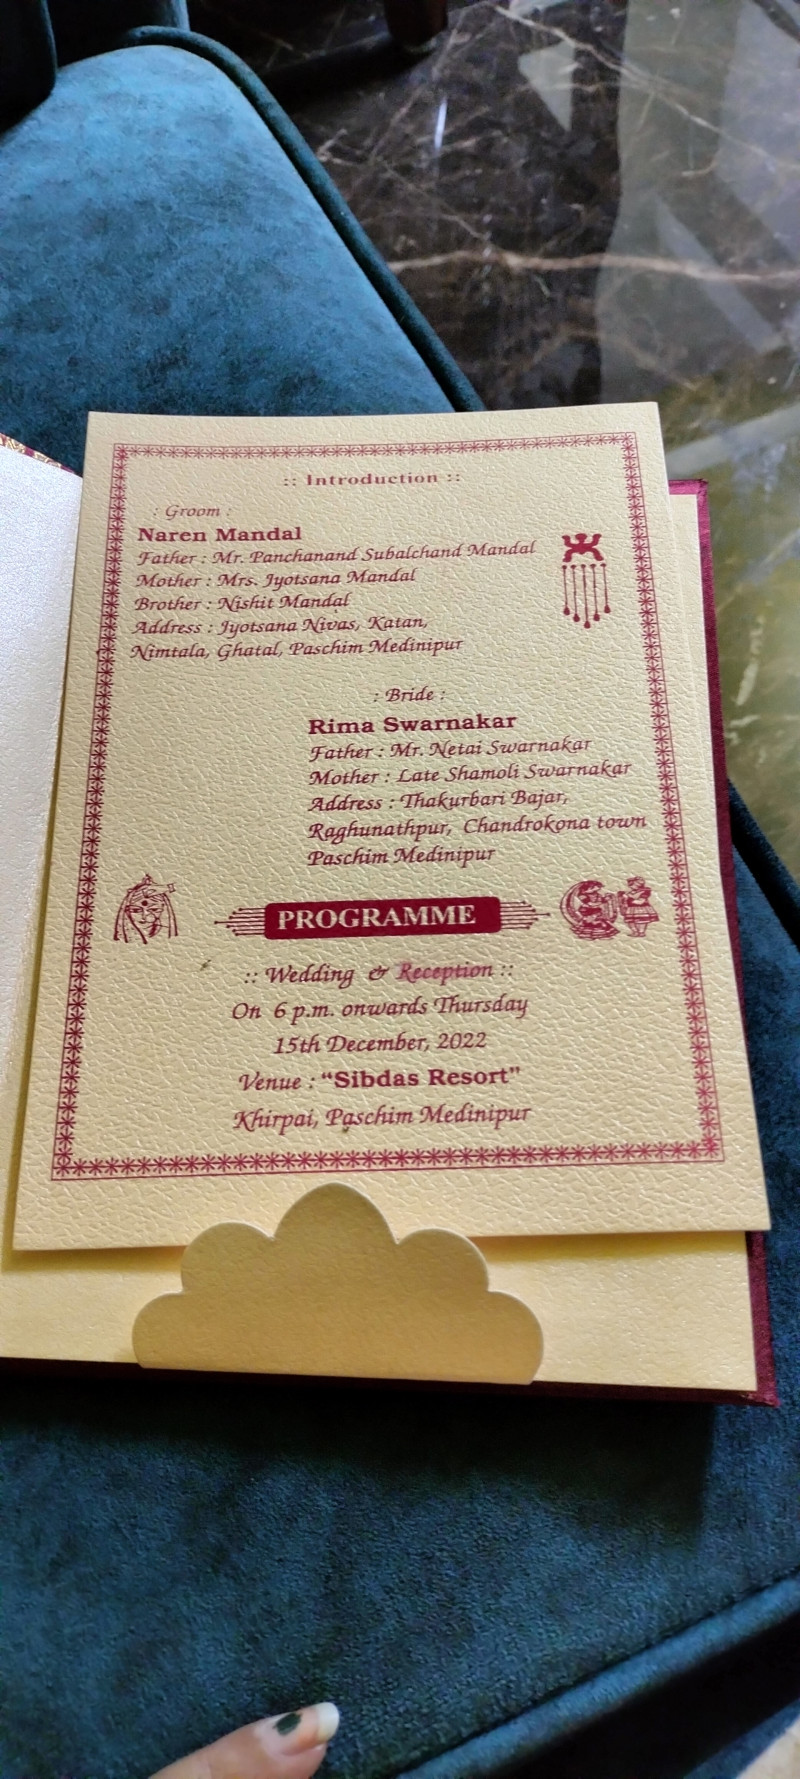 :: Introduction ::
: Groom :
Naren Mandal
Father : Mr. Panchanand Subalchand Mandal
Mother : Mrs. Jyotsana Mandal
Brother : Nishit Mandal
Address : Jyotsana Nivas, Katan,
Nimtala, Ghatal, Paschim Medinipur
: Bride :
Rima Swarnakar
Father : Mr. Netai Swarnakar
Mother : Late Shamoli Swarnakar
Address : Thakurbari Bajar,
Raghunathpur, Chandrokona town
Paschim Medinipur
PROGRAMME
:: Wedding & Reception ::
On 6 p.m. onwards Thursday
15th December, 2022
Venue : "Sibdas Resort"
Khirpai, Paschim Medinipur